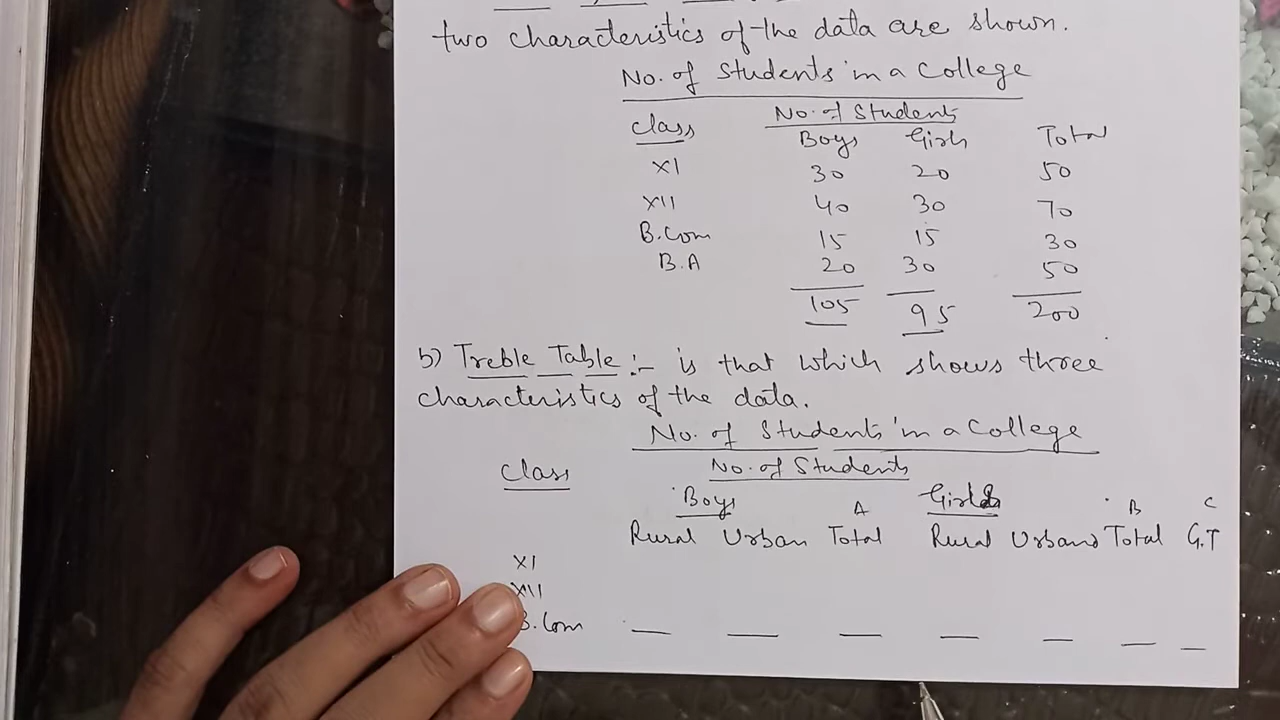 two characteristics of the data are shown.
No. of Students in a College
No. of Students
Class Boys Girls Total
XI 30 20 50
XII 40 30 70
B.Com 15 15 30
B.A 20 30 50
105 95 200
b) Treble Table :- is that which shows three
characteristics of the data.
No. of Students in a College
Class No. of Students
Boys Girls
A B C
Rural Urban Total Rural Urban Total G.T
XI
XII
B.Com